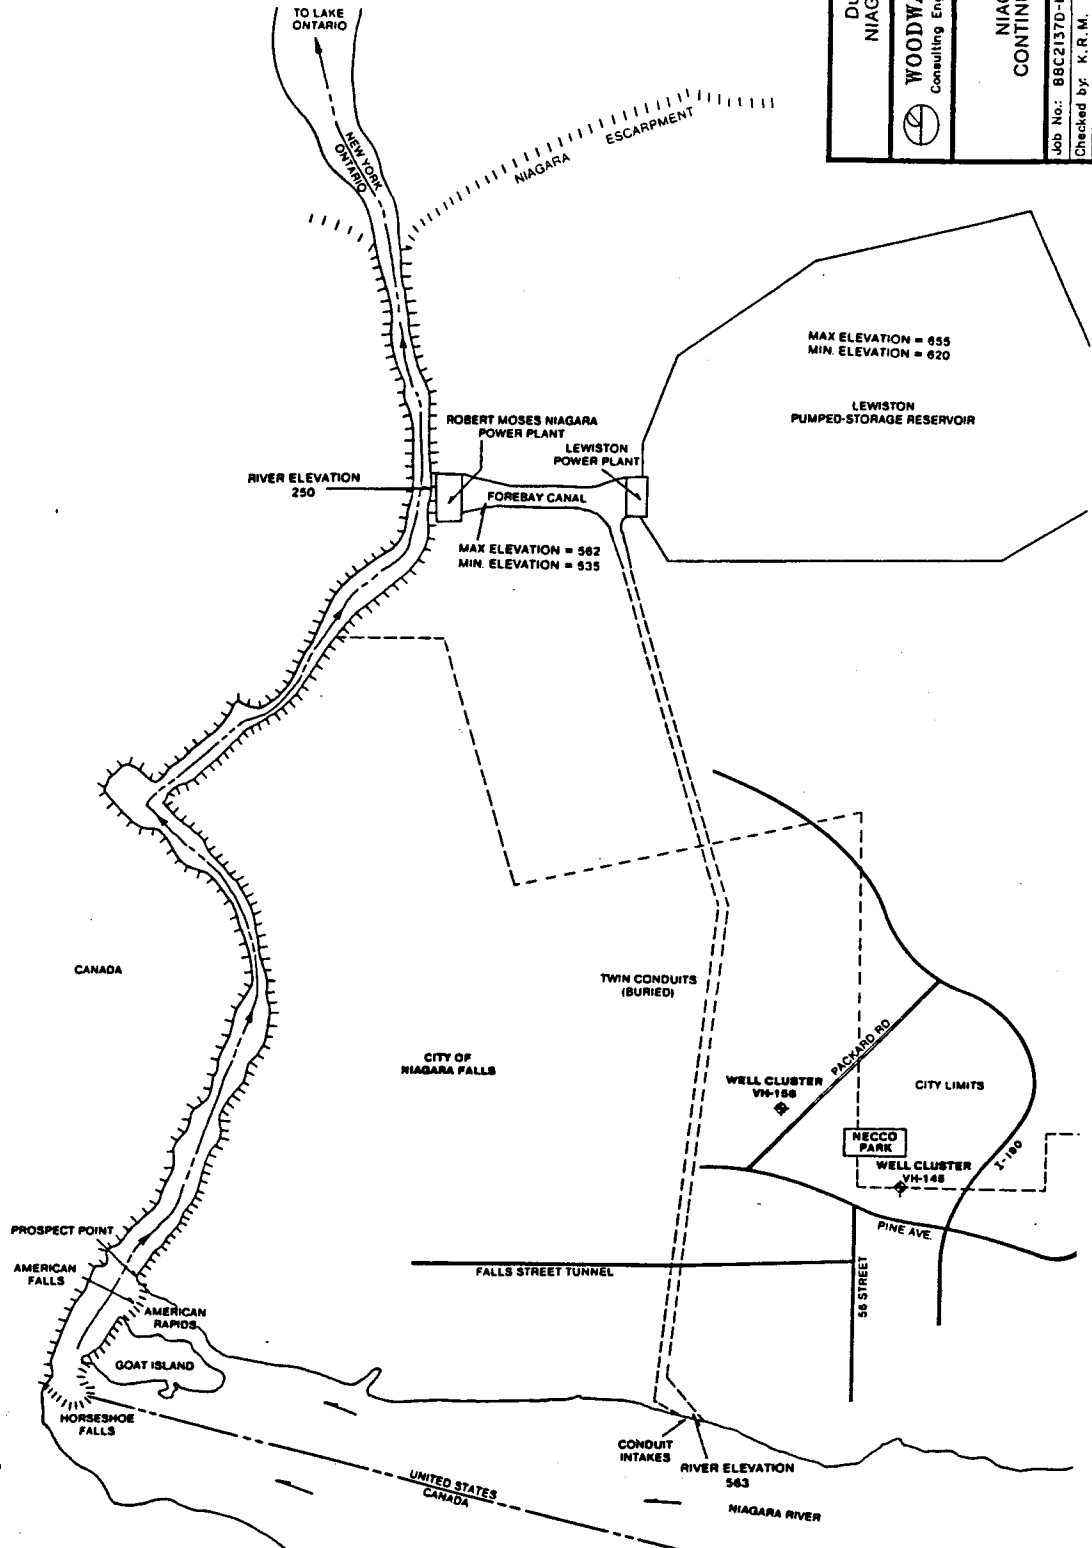 TO LAKE
ONTARIO
NEW YORK
ONTARIO
NIAGARA ESCARPMENT
WOODWA
Consulting Eng
NIAG
CONTIN
Job No.: 88C2137D-
Checked by: K.R.M.
MAX ELEVATION = 655
MIN. ELEVATION = 620
LEWISTON
PUMPED-STORAGE RESERVOIR
ROBERT MOSES NIAGARA
POWER PLANT
LEWISTON
POWER PLANT
RIVER ELEVATION
250
FOREBAY CANAL
MAX ELEVATION = 562
MIN. ELEVATION = 535
CANADA
TWIN CONDUITS
(BURIED)
CITY OF
NIAGARA FALLS
PACKARD RD.
WELL CLUSTER
VH-156
CITY LIMITS
NECCO
PARK
WELL CLUSTER
VH-145
I-190
PINE AVE.
PROSPECT POINT
AMERICAN
FALLS
AMERICAN
RAPIDS
GOAT ISLAND
HORSESHOE
FALLS
FALLS STREET TUNNEL
56 STREET
CONDUIT
INTAKES
RIVER ELEVATION
563
UNITED STATES
CANADA
NIAGARA RIVER